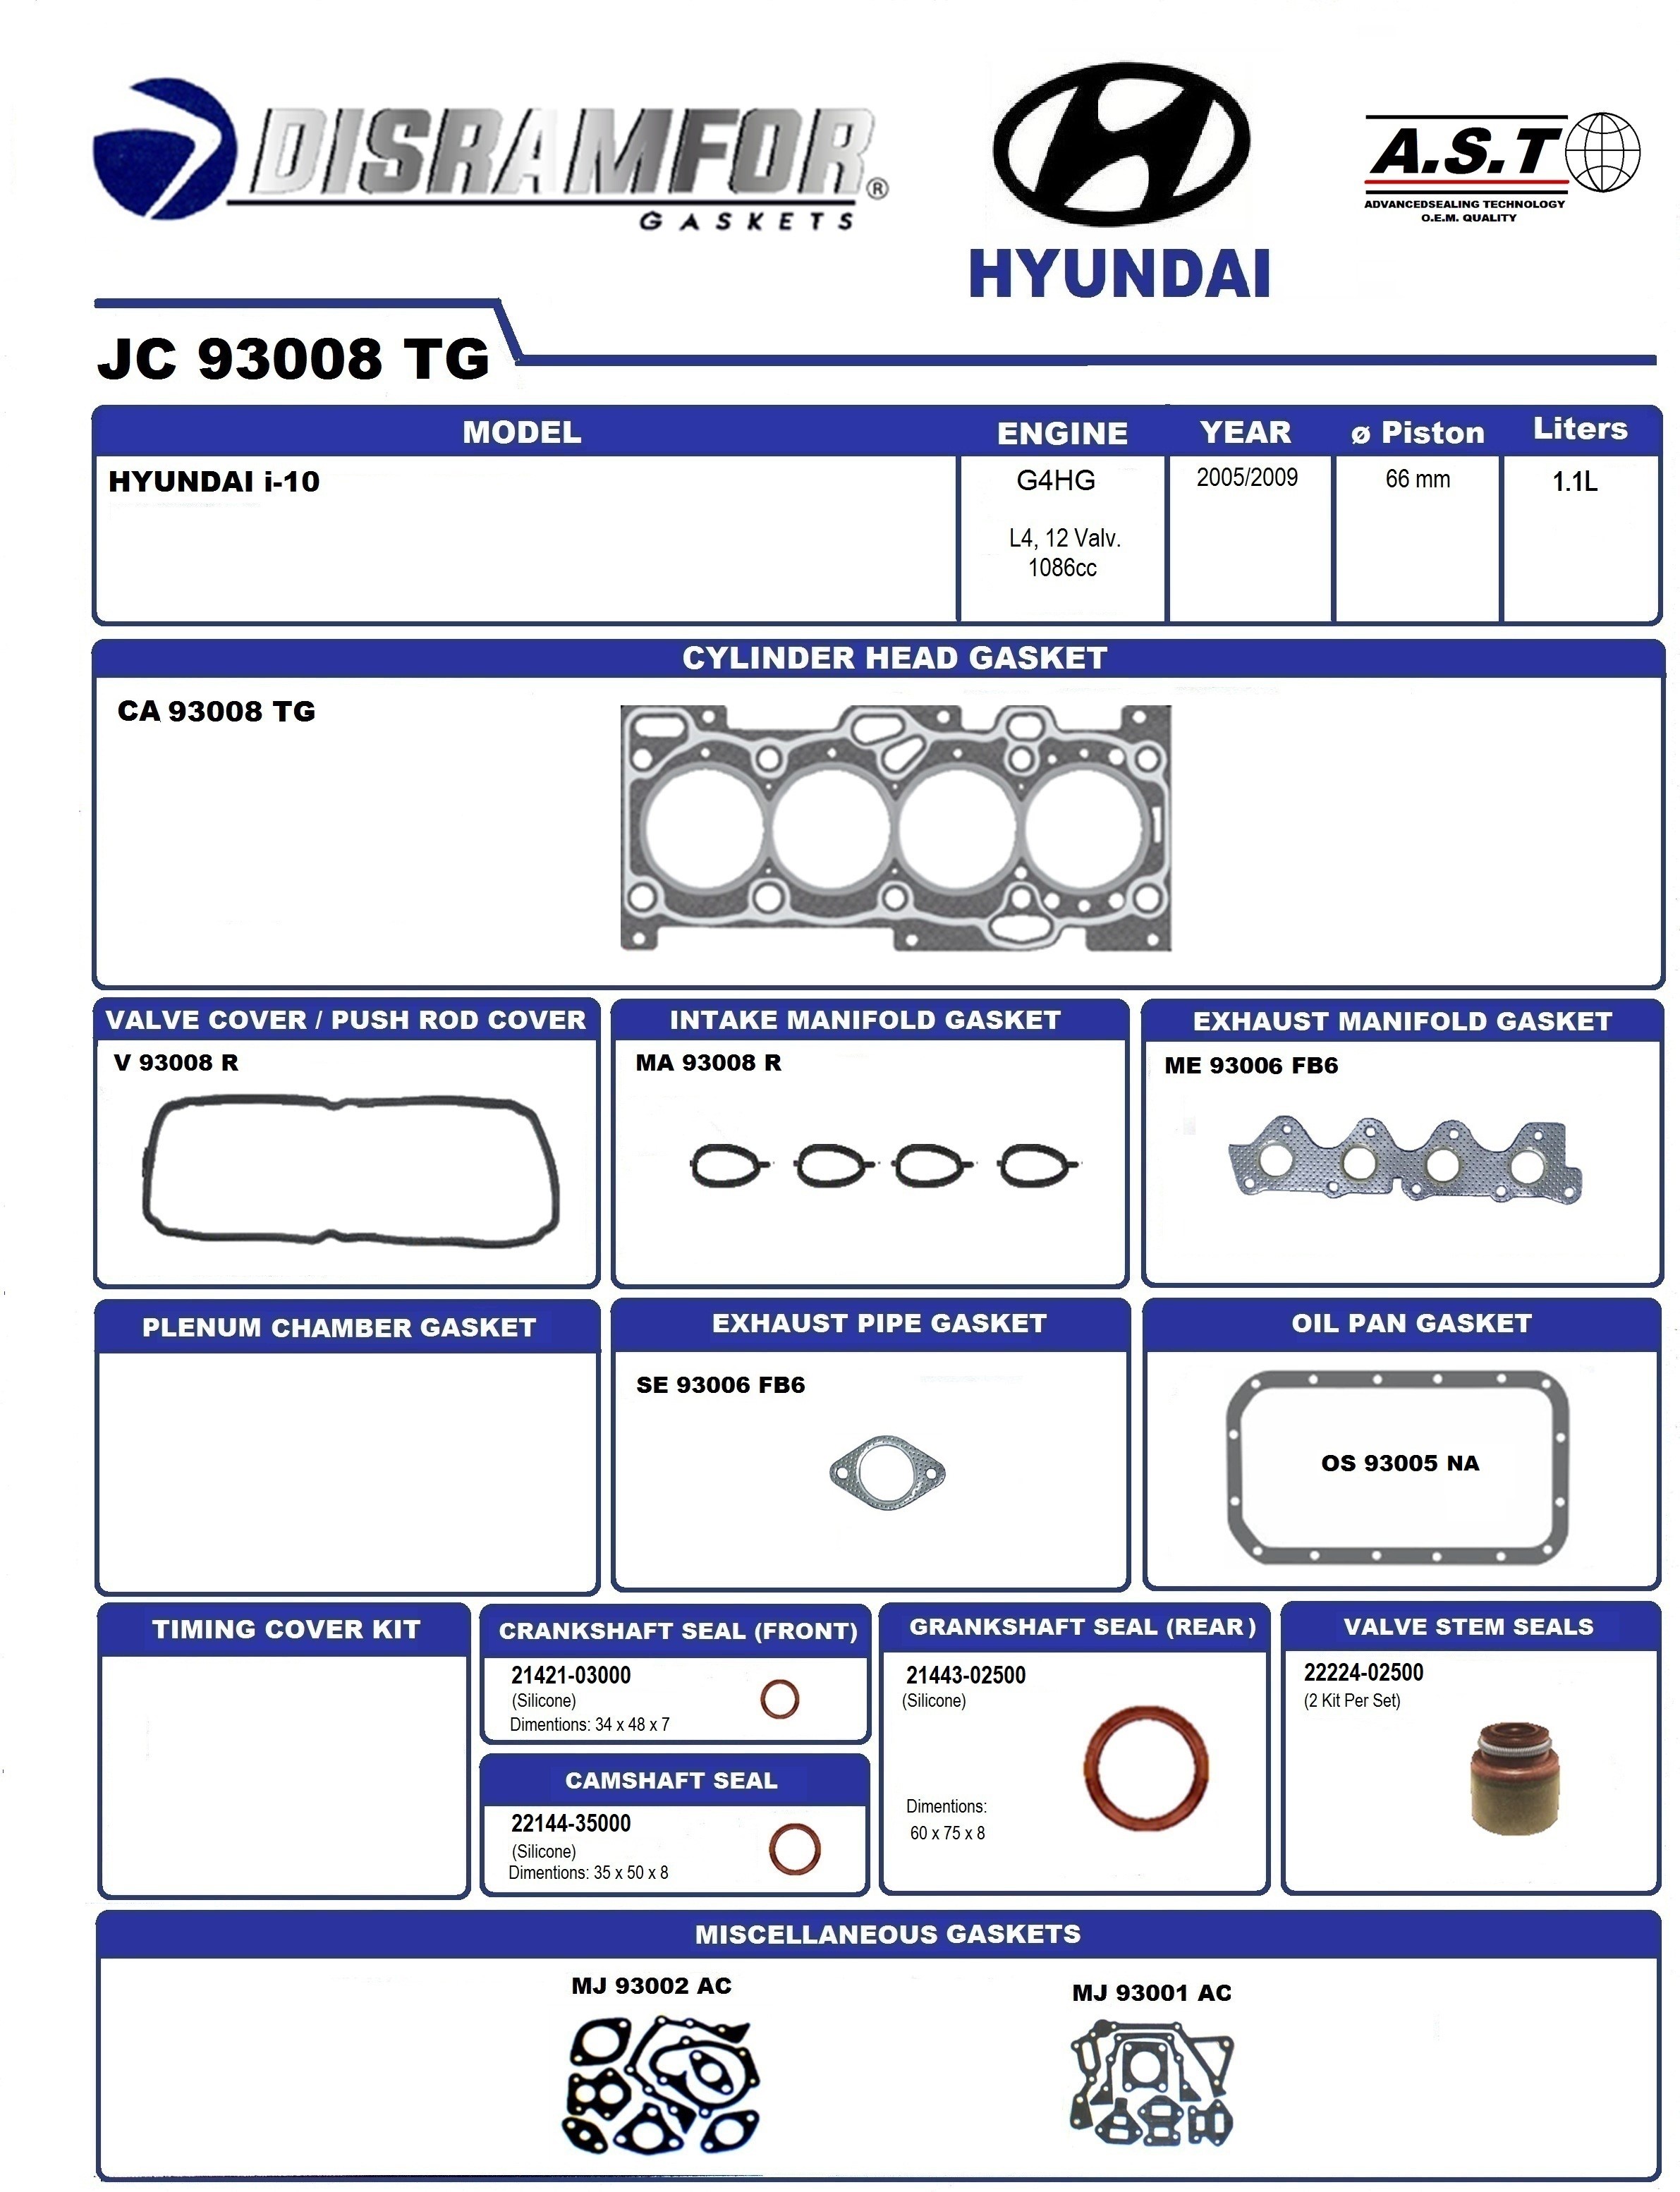 DISRAMFOR®
GASKETS
HYUNDAI
A.S.T
ADVANCEDSEALING TECHNOLOGY
O.E.M. QUALITY
JC 93008 TG
MODEL ENGINE YEAR ø Piston Liters
HYUNDAI i-10 G4HG 2005/2009 66 mm 1.1L
L4, 12 Valv.
1086cc
CYLINDER HEAD GASKET
CA 93008 TG
VALVE COVER / PUSH ROD COVER
V 93008 R
INTAKE MANIFOLD GASKET
MA 93008 R
EXHAUST MANIFOLD GASKET
ME 93006 FB6
PLENUM CHAMBER GASKET
EXHAUST PIPE GASKET
SE 93006 FB6
OIL PAN GASKET
OS 93005 NA
TIMING COVER KIT
CRANKSHAFT SEAL (FRONT)
21421-03000
(Silicone)
Dimentions: 34 x 48 x 7
CAMSHAFT SEAL
22144-35000
(Silicone)
Dimentions: 35 x 50 x 8
GRANKSHAFT SEAL (REAR)
21443-02500
(Silicone)
Dimentions:
60 x 75 x 8
VALVE STEM SEALS
22224-02500
(2 Kit Per Set)
MISCELLANEOUS GASKETS
MJ 93002 AC
MJ 93001 AC